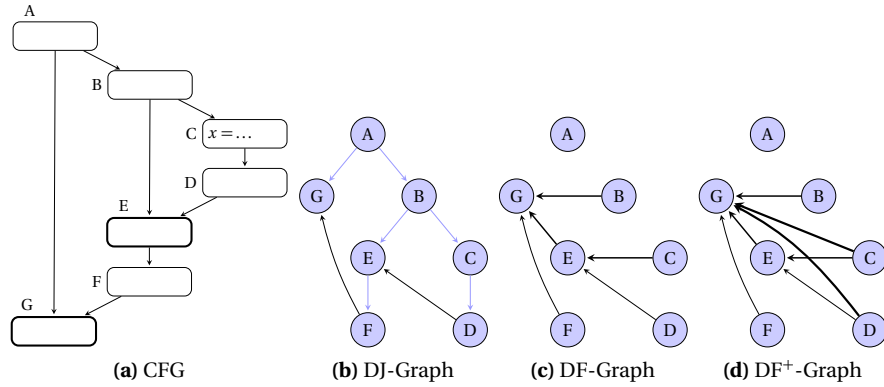 A
B
C
x = ...
D
E
F
G
(a) CFG
A
G
B
E
C
F
D
(b) DJ-Graph
A
G
B
E
C
F
D
(c) DF-Graph
A
G
B
E
C
F
D
(d) DF⁺-Graph